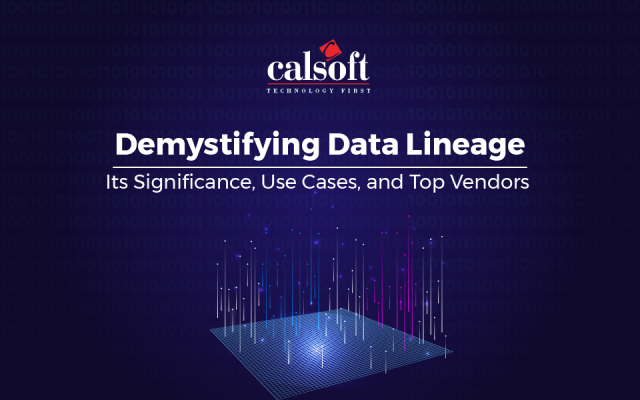 calsoft
TECHNOLOGY FIRST
Demystifying Data Lineage
Its Significance, Use Cases, and Top Vendors